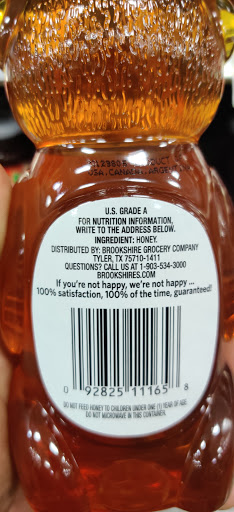 U.S. GRADE A
FOR NUTRITION INFORMATION,
WRITE TO THE ADDRESS BELOW.
INGREDIENT: HONEY.
DISTRIBUTED BY: BROOKSHIRE GROCERY COMPANY
TYLER, TX 75710-1411
QUESTIONS? CALL US AT 1-903-534-3000
BROOKSHIRES.COM
If you're not happy, we're not happy ...
100% satisfaction, 100% of the time, guaranteed!
0 92825 11165 8
DO NOT FEED HONEY TO CHILDREN UNDER ONE (1) YEAR OF AGE.
DO NOT MICROWAVE IN THIS CONTAINER.